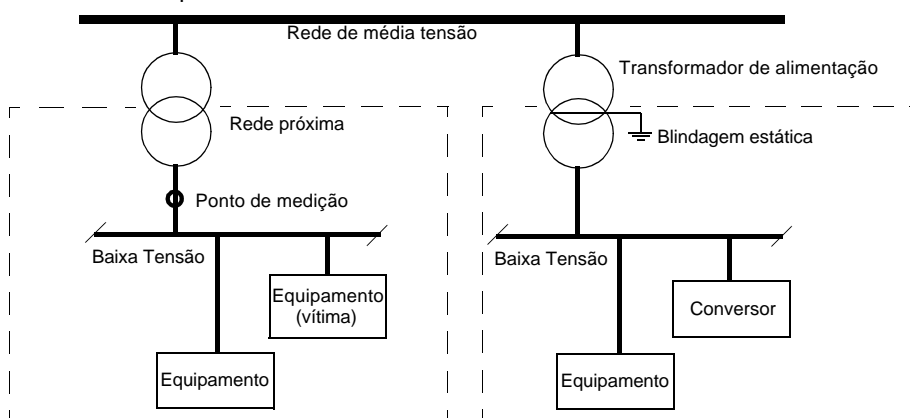 Rede de média tensão
Transformador de alimentação
Rede próxima
Blindagem estática
Ponto de medição
Baixa Tensão
Baixa Tensão
Equipamento
(vítima)
Conversor
Equipamento
Equipamento